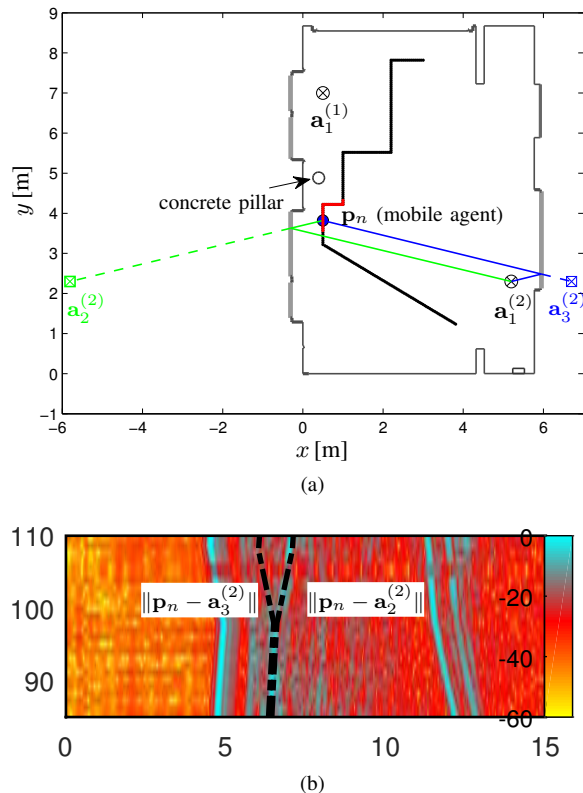 9
8
7
6
5
4
3
2
1
0
−1
y [m]
a₁⁽¹⁾
concrete pillar
pₙ (mobile agent)
a₂⁽²⁾
a₁⁽²⁾
a₃⁽²⁾
−6 −4 −2 0 2 4 6
x [m]
(a)
110
100
90
‖pₙ − a₃⁽²⁾‖ ‖pₙ − a₂⁽²⁾‖
0
-20
-40
-60
0 5 10 15
(b)